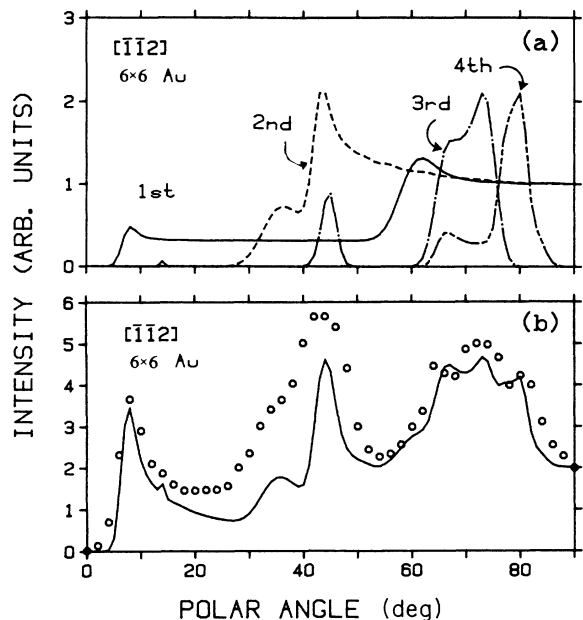 [1̄1̄2] (a)
6×6 Au
4th
3rd
2nd
1st
3
2
1
0
INTENSITY (ARB. UNITS)
[1̄1̄2] (b)
6×6 Au
6
5
4
3
2
1
0
0 20 40 60 80
POLAR ANGLE (deg)